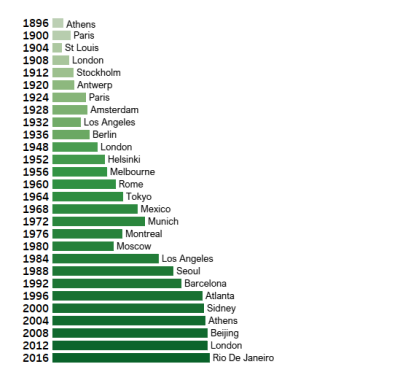 1896 Athens
1900 Paris
1904 St Louis
1908 London
1912 Stockholm
1920 Antwerp
1924 Paris
1928 Amsterdam
1932 Los Angeles
1936 Berlin
1948 London
1952 Helsinki
1956 Melbourne
1960 Rome
1964 Tokyo
1968 Mexico
1972 Munich
1976 Montreal
1980 Moscow
1984 Los Angeles
1988 Seoul
1992 Barcelona
1996 Atlanta
2000 Sidney
2004 Athens
2008 Beijing
2012 London
2016 Rio De Janeiro